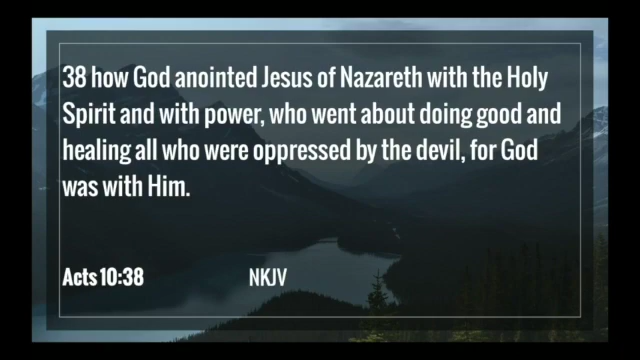 38 how God anointed Jesus of Nazareth with the Holy
Spirit and with power, who went about doing good and
healing all who were oppressed by the devil, for God
was with Him.
Acts 10:38 NKJV